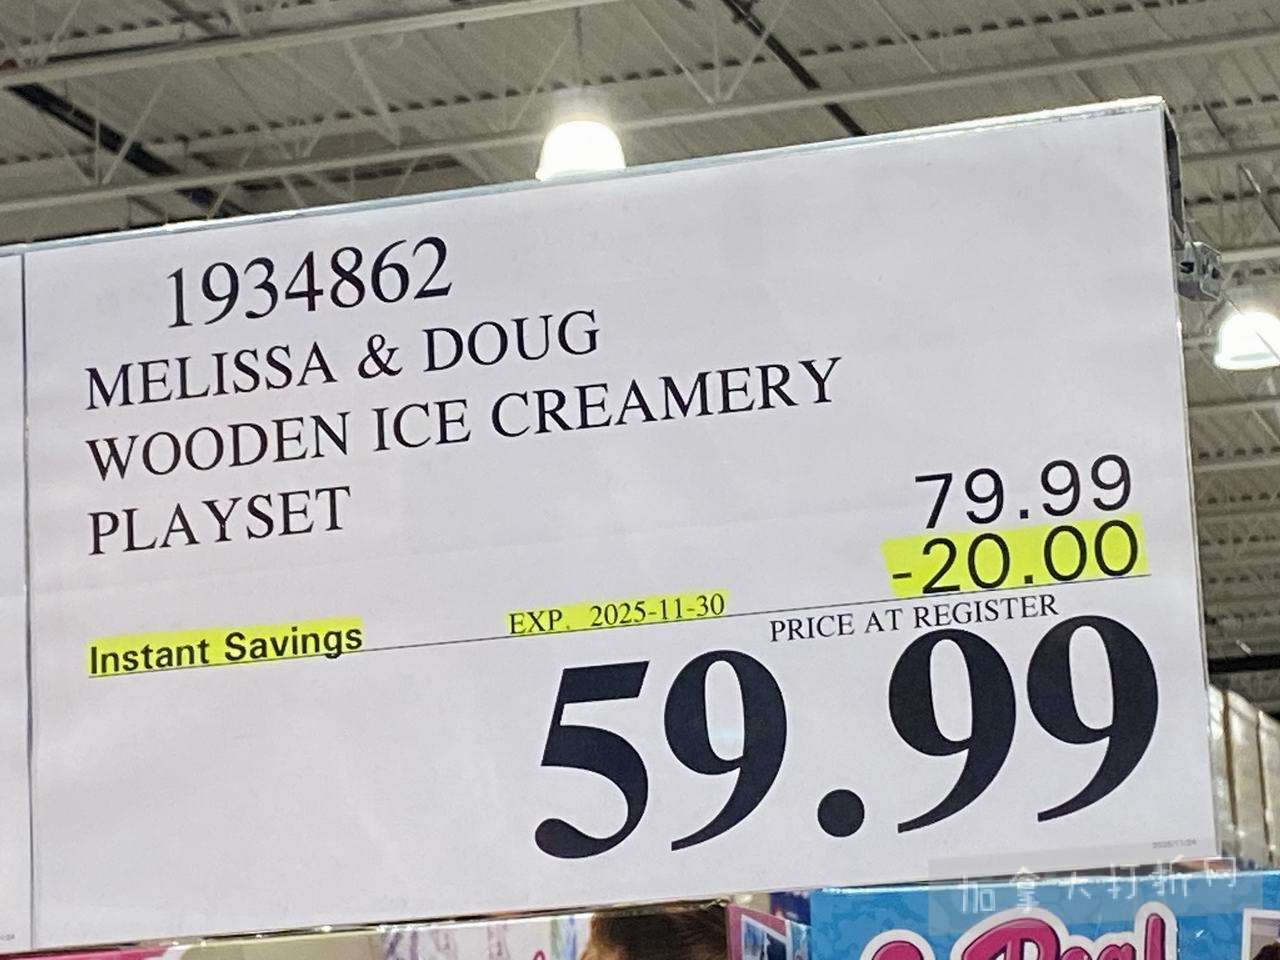 1934862
MELISSA & DOUG
WOODEN ICE CREAMERY
PLAYSET
79.99
-20.00
Instant Savings
EXP. 2025-11-30
PRICE AT REGISTER
59.99
加拿大打折网
Real